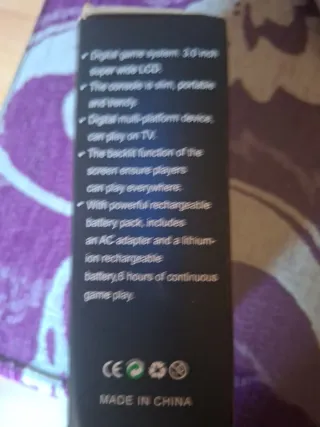 ✓ Digital game system: 3.0 inch
super wide LCD.
✓ The console is slim, portable
and trendy.
✓ Digital multi-platform device,
can play on TV.
✓ The backlit function of the
screen ensure players
can play everywhere.
✓ With powerful rechargeable
battery pack, includes
an AC adapter and a lithium-
ion rechargeable
battery,6 hours of continuous
game play.
CE
MADE IN CHINA